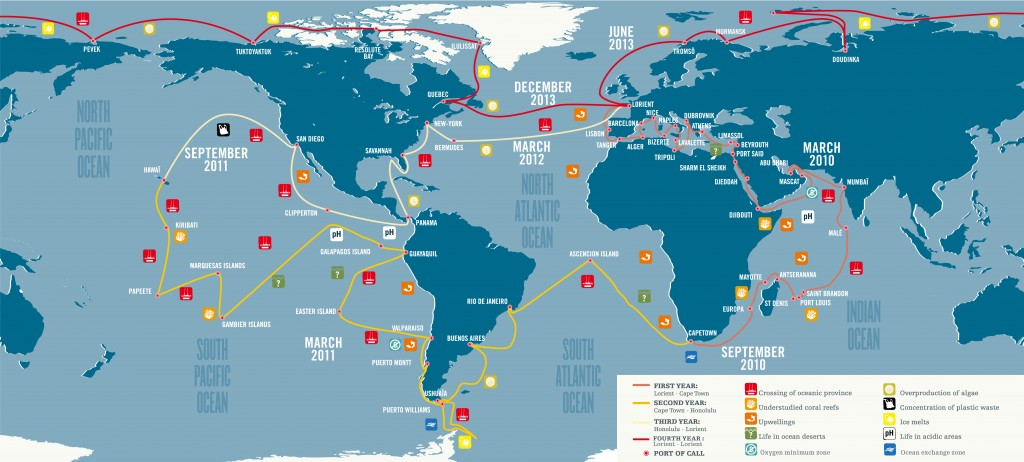 PEVEK
TUKTOYAKTUK
RESOLUTE
BAY
ILULISSAT
JUNE
2013
TROMSÖ
MURMANSK
DOUDINKA
NORTH
PACIFIC
OCEAN
QUEBEC
DECEMBER
2013
LORIENT
NEW-YORK
BERMUDES
MARCH
2012
LISBON
BARCELONA
NICE
NAPLES
DUBROVNIK
ATHENS
TANGER
ALGER
BIZERTE
TRIPOLI
LAVALETTE
LIMASSOL
BEYROUTH
PORT SAID
SHARM EL SHEIKH
DJEDDAH
ABU DHABI
MASCAT
MARCH
2010
MUMBAÏ
DJIBOUTI
MALE
SAN DIEGO
SAVANNAH
SEPTEMBER
2011
HAWAÏ
CLIPPERTON
PANAMA
NORTH
ATLANTIC
OCEAN
KIRIBATI
pH
pH
pH
GALAPAGOS ISLAND
GUAYAQUIL
ASCENSION ISLAND
MARQUESAS ISLANDS
PAPEETE
GAMBIER ISLANDS
EASTER ISLAND
RIO DE JANEIRO
MAYOTTE
ANTSERANANA
SAINT BRANDON
PORT LOUIS
ST DENIS
EUROPA
INDIAN
OCEAN
VALPARAISO
BUENOS AIRES
CAPETOWN
MARCH
2011
PUERTO MONTT
SEPTEMBER
2010
SOUTH
PACIFIC
OCEAN
SOUTH
ATLANTIC
OCEAN
USHUAÏA
PUERTO WILLIAMS
?
?
?
?
FIRST YEAR:
Lorient - Cape Town
SECOND YEAR:
Cape Town - Honolulu
THIRD YEAR:
Honolulu - Lorient
FOURTH YEAR :
Lorient - Lorient
PORT OF CALL
Crossing of oceanic province
Understudied coral reefs
Upwellings
? Life in ocean deserts
Oxygen minimum zone
Overproduction of algae
Concentration of plastic waste
Ice melts
pH Life in acidic areas
Ocean exchange zone